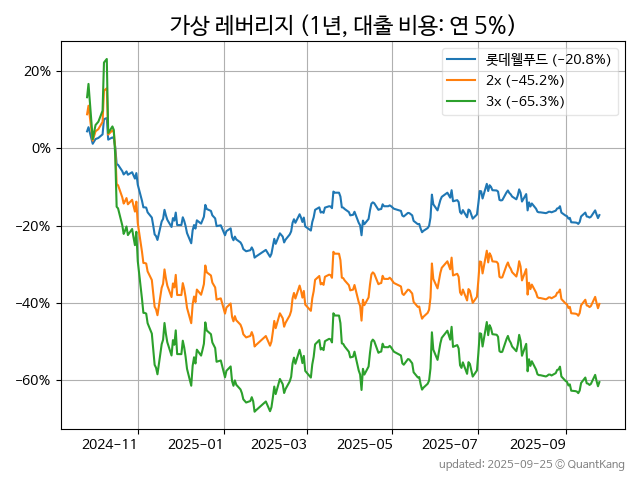 가상 레버리지 (1년, 대출 비용: 연 5%)
롯데웰푸드 (−20.8%)
2x (−45.2%)
3x (−65.3%)
20%
0%
−20%
−40%
−60%
2024−11 2025−01 2025−03 2025−05 2025−07 2025−09
updated: 2025−09−25 © QuantKang